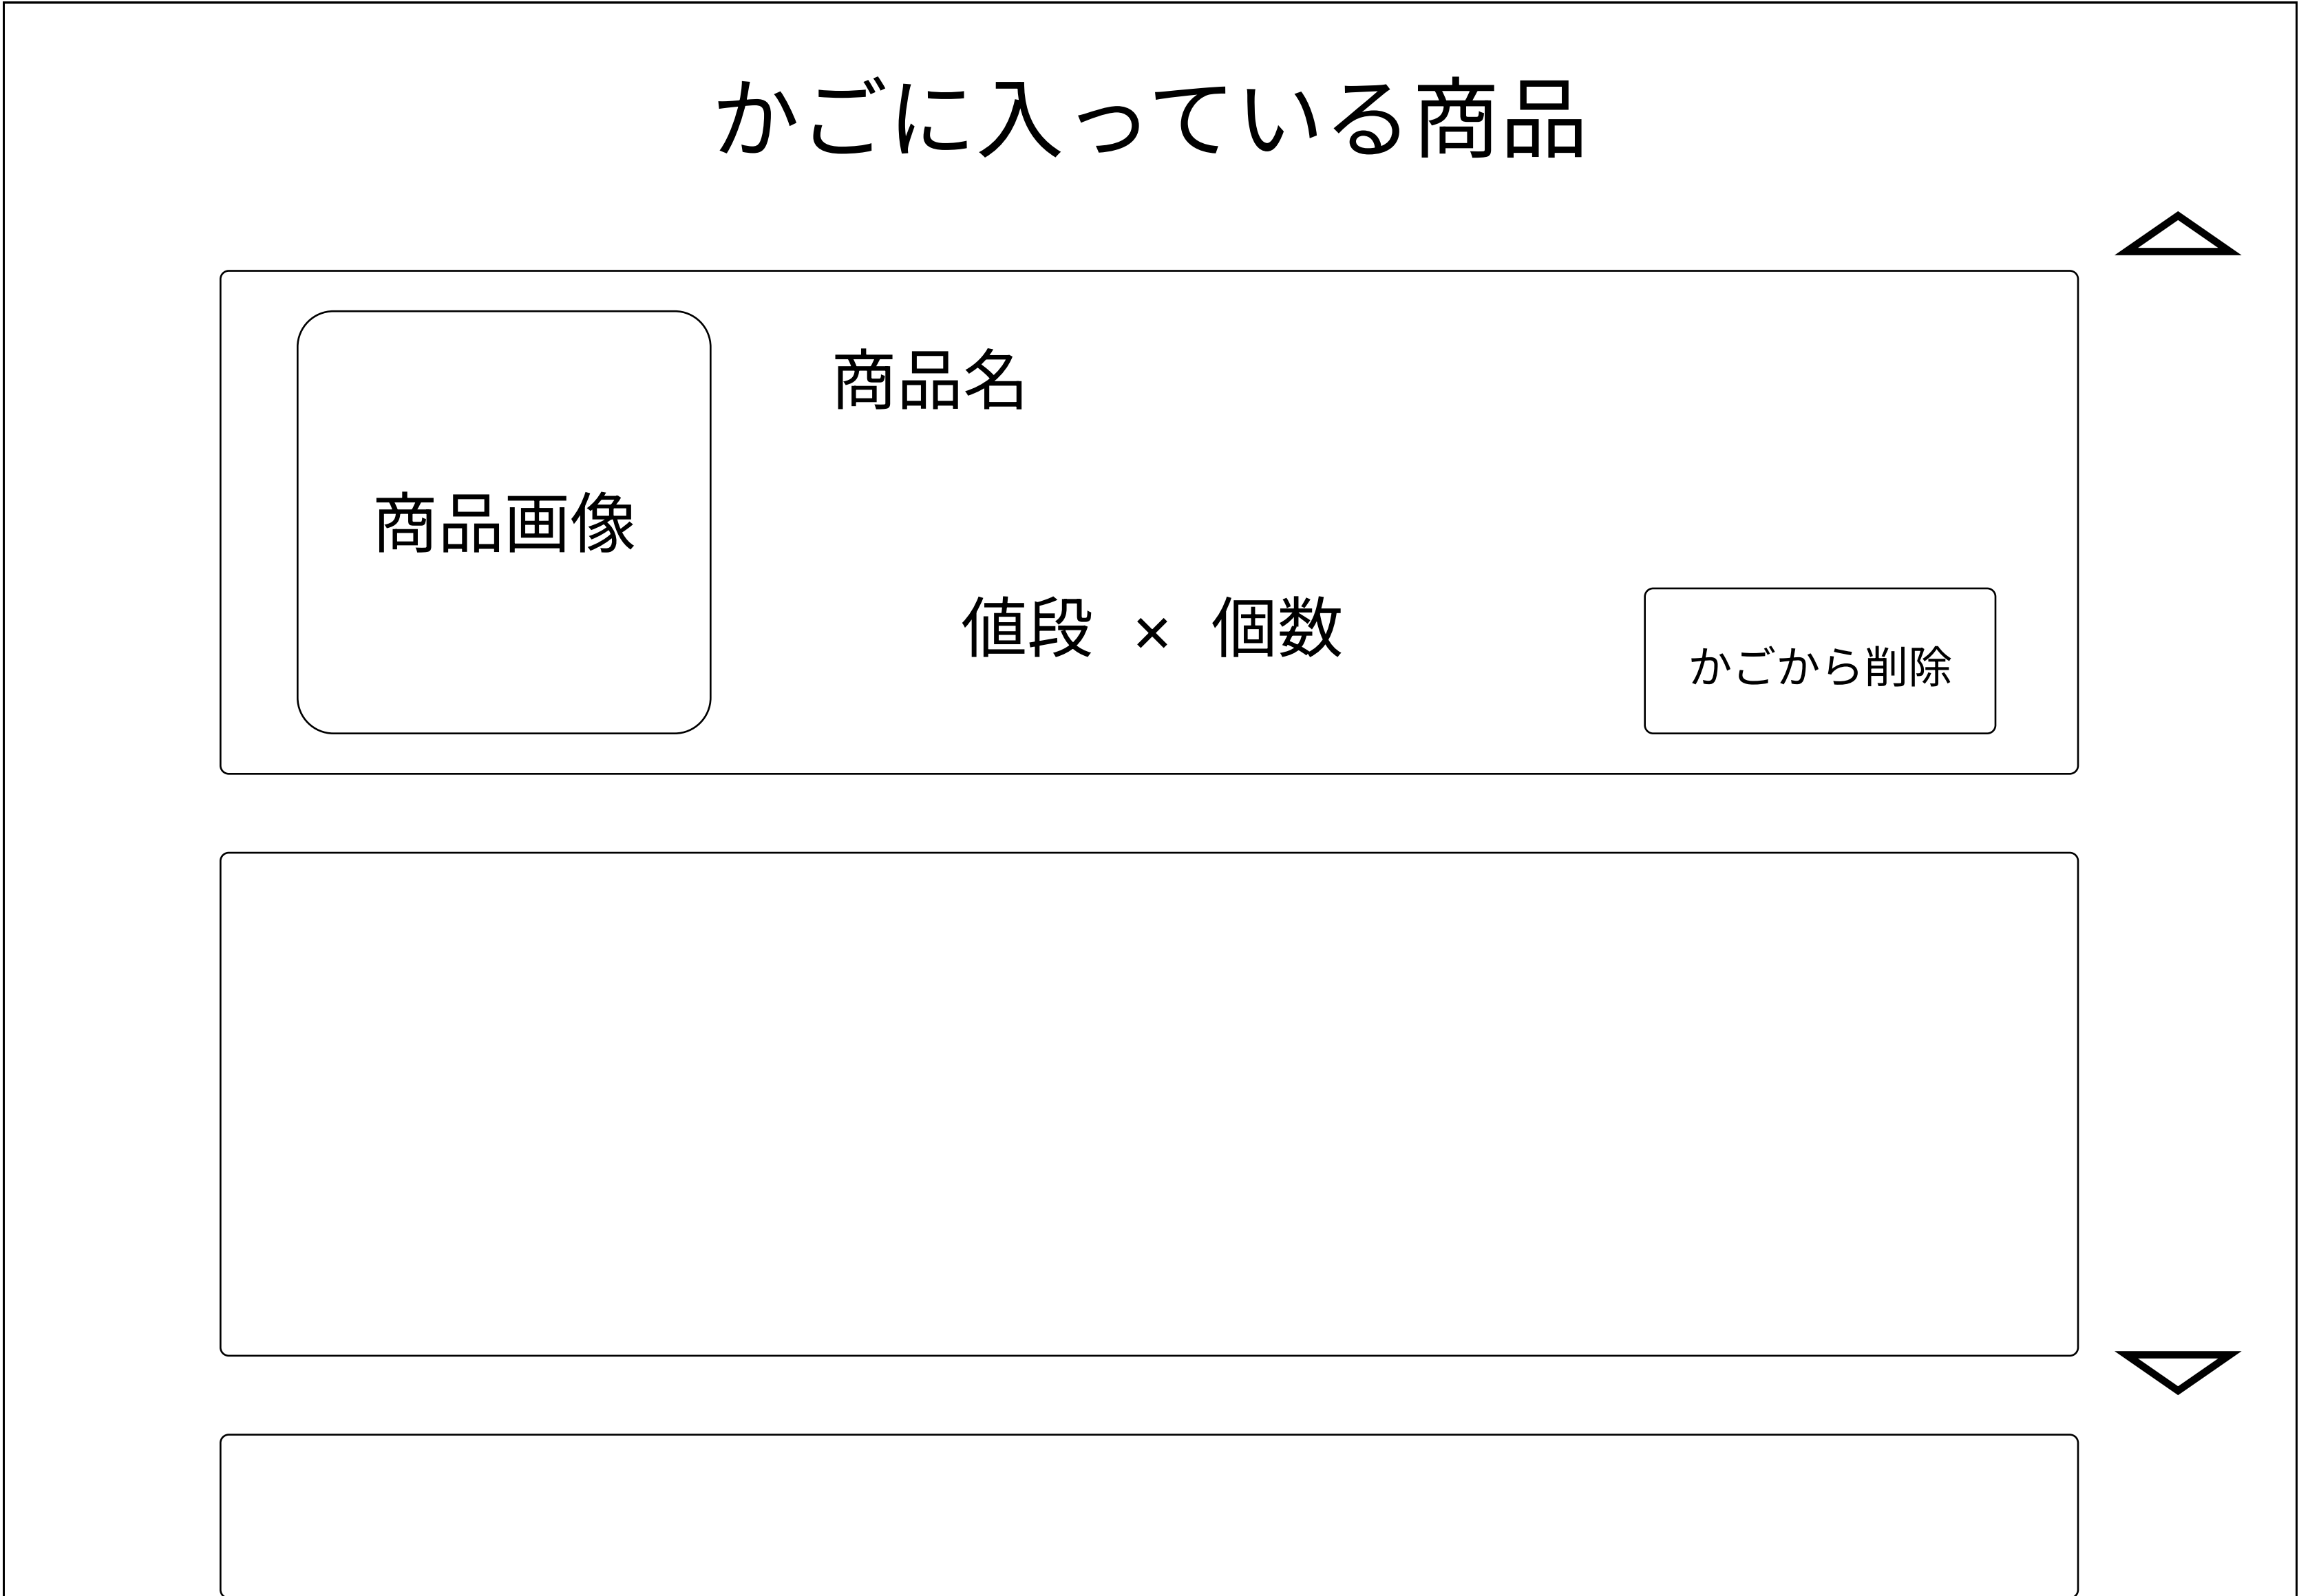 かごに入っている商品
商品名
商品画像
値段 × 個数
かごから削除